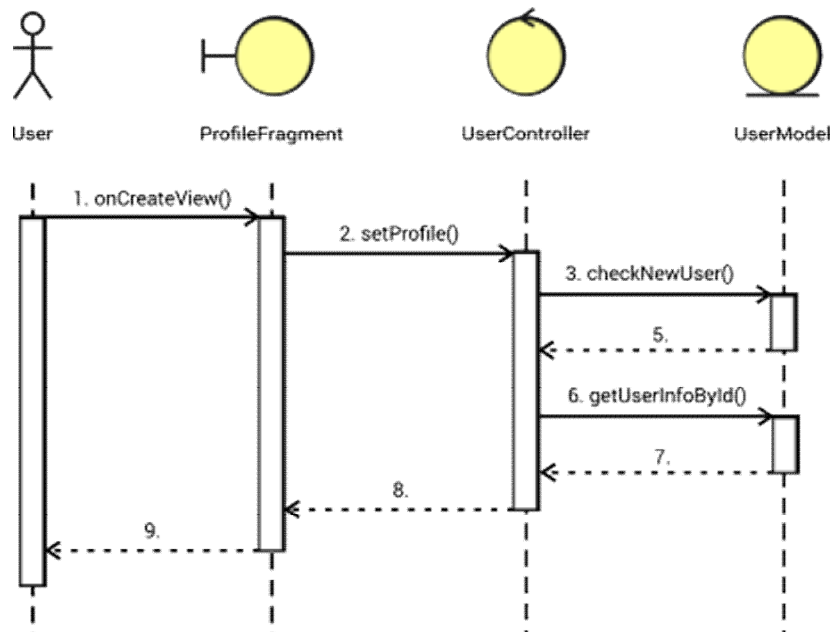 User
ProfileFragment
UserController
UserModel
1. onCreateView()
2. setProfile()
3. checkNewUser()
5.
6. getUserInfoById()
7.
8.
9.